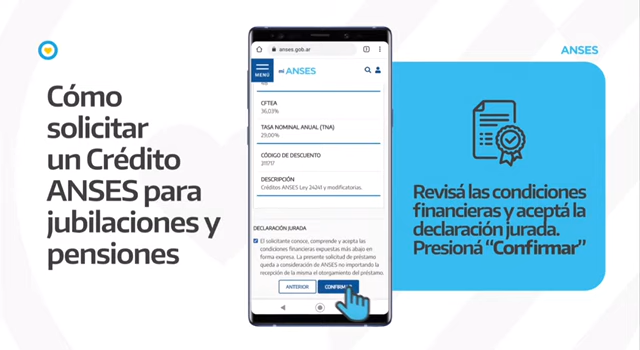 Cómo
solicitar
un Crédito
ANSES para
jubilaciones y
pensiones
anses.gob.ar
MENÚ
mi ANSES
CFTEA
36,03%
TASA NOMINAL ANUAL (TNA)
29,00%
CÓDIGO DE DESCUENTO
217717
DESCRIPCIÓN
Créditos ANSES Ley 24241 y modificatorias.
DECLARACIÓN JURADA
El solicitante conoce, comprende y acepta las
condiciones financieras expuestas más abajo en
forma expresa. La presente solicitud de préstamo
queda a consideración de ANSES no importando la
recepción de la misma el otorgamiento del préstamo.
ANTERIOR
CONFIRMAR
ANSES
Revisá las condiciones
financieras y aceptá la
declaración jurada.
Presioná “Confirmar”